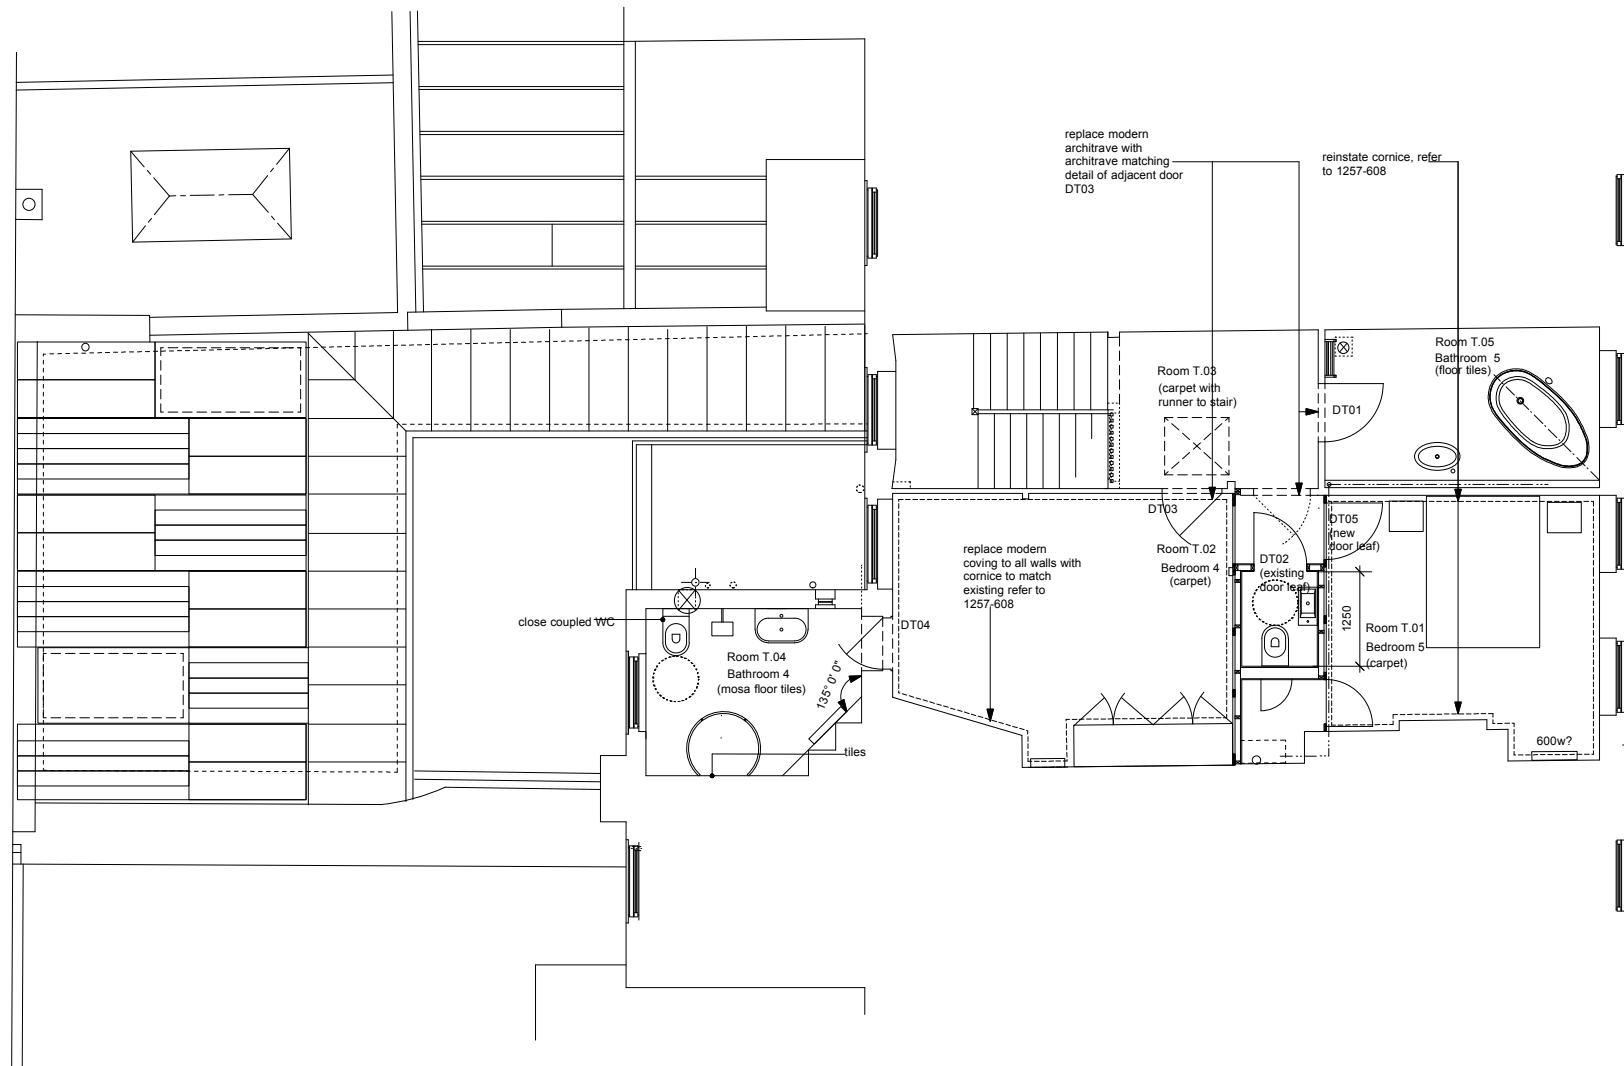 replace modern
architrave with
architrave matching
detail of adjacent door
DT03
reinstate cornice, refer
to 1257-608
Room T.05
Bathroom 5
(floor tiles)
Room T.03
(carpet with
runner to stair)
DT01
DT03
DT05
(new
door leaf)
Room T.02
Bedroom 4
(carpet)
DT02
(existing
door leaf)
replace modern
coving to all walls with
cornice to match
existing refer to
1257-608
1250
close coupled WC
DT04
Room T.01
Bedroom 5
(carpet)
Room T.04
Bathroom 4
(mosa floor tiles)
135° 0' 0"
tiles
600w?